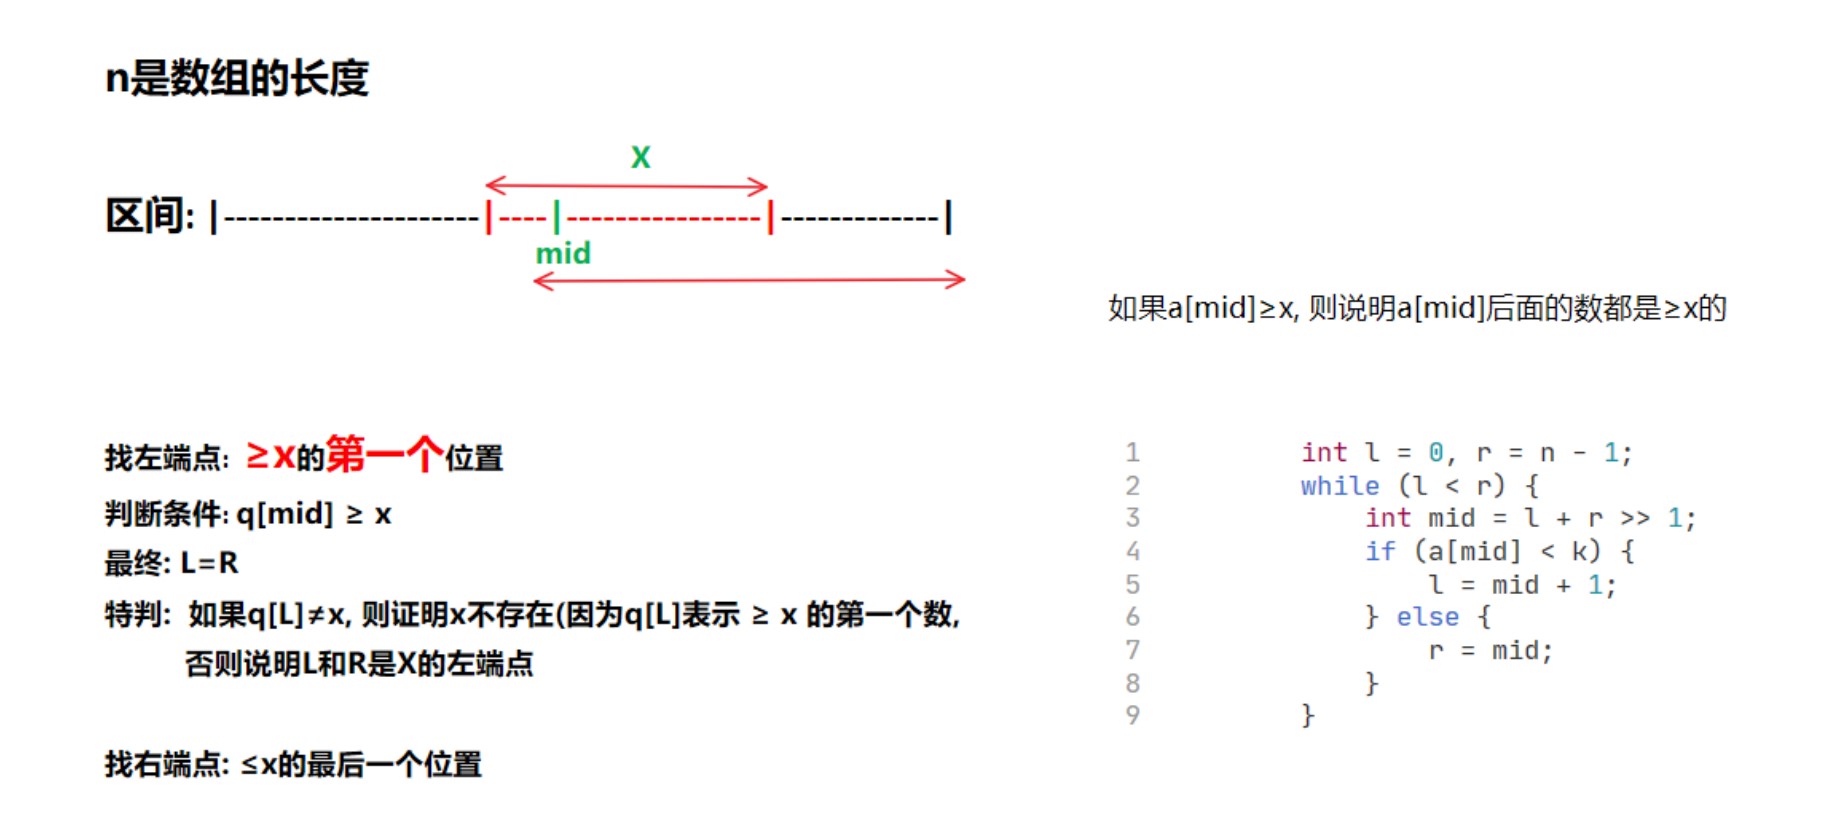 n是数组的长度
X
区间: |---------------------|----|----------------|-------------|
mid
如果a[mid]≥x, 则说明a[mid]后面的数都是≥x的
找左端点: ≥x的第一个位置
判断条件: q[mid] ≥ x
最终: L=R
特判: 如果q[L]≠x, 则证明x不存在(因为q[L]表示 ≥ x 的第一个数,
否则说明L和R是X的左端点
找右端点: ≤x的最后一个位置
1 int l = 0, r = n - 1;
2 while (l < r) {
3 int mid = l + r >> 1;
4 if (a[mid] < k) {
5 l = mid + 1;
6 } else {
7 r = mid;
8 }
9 }